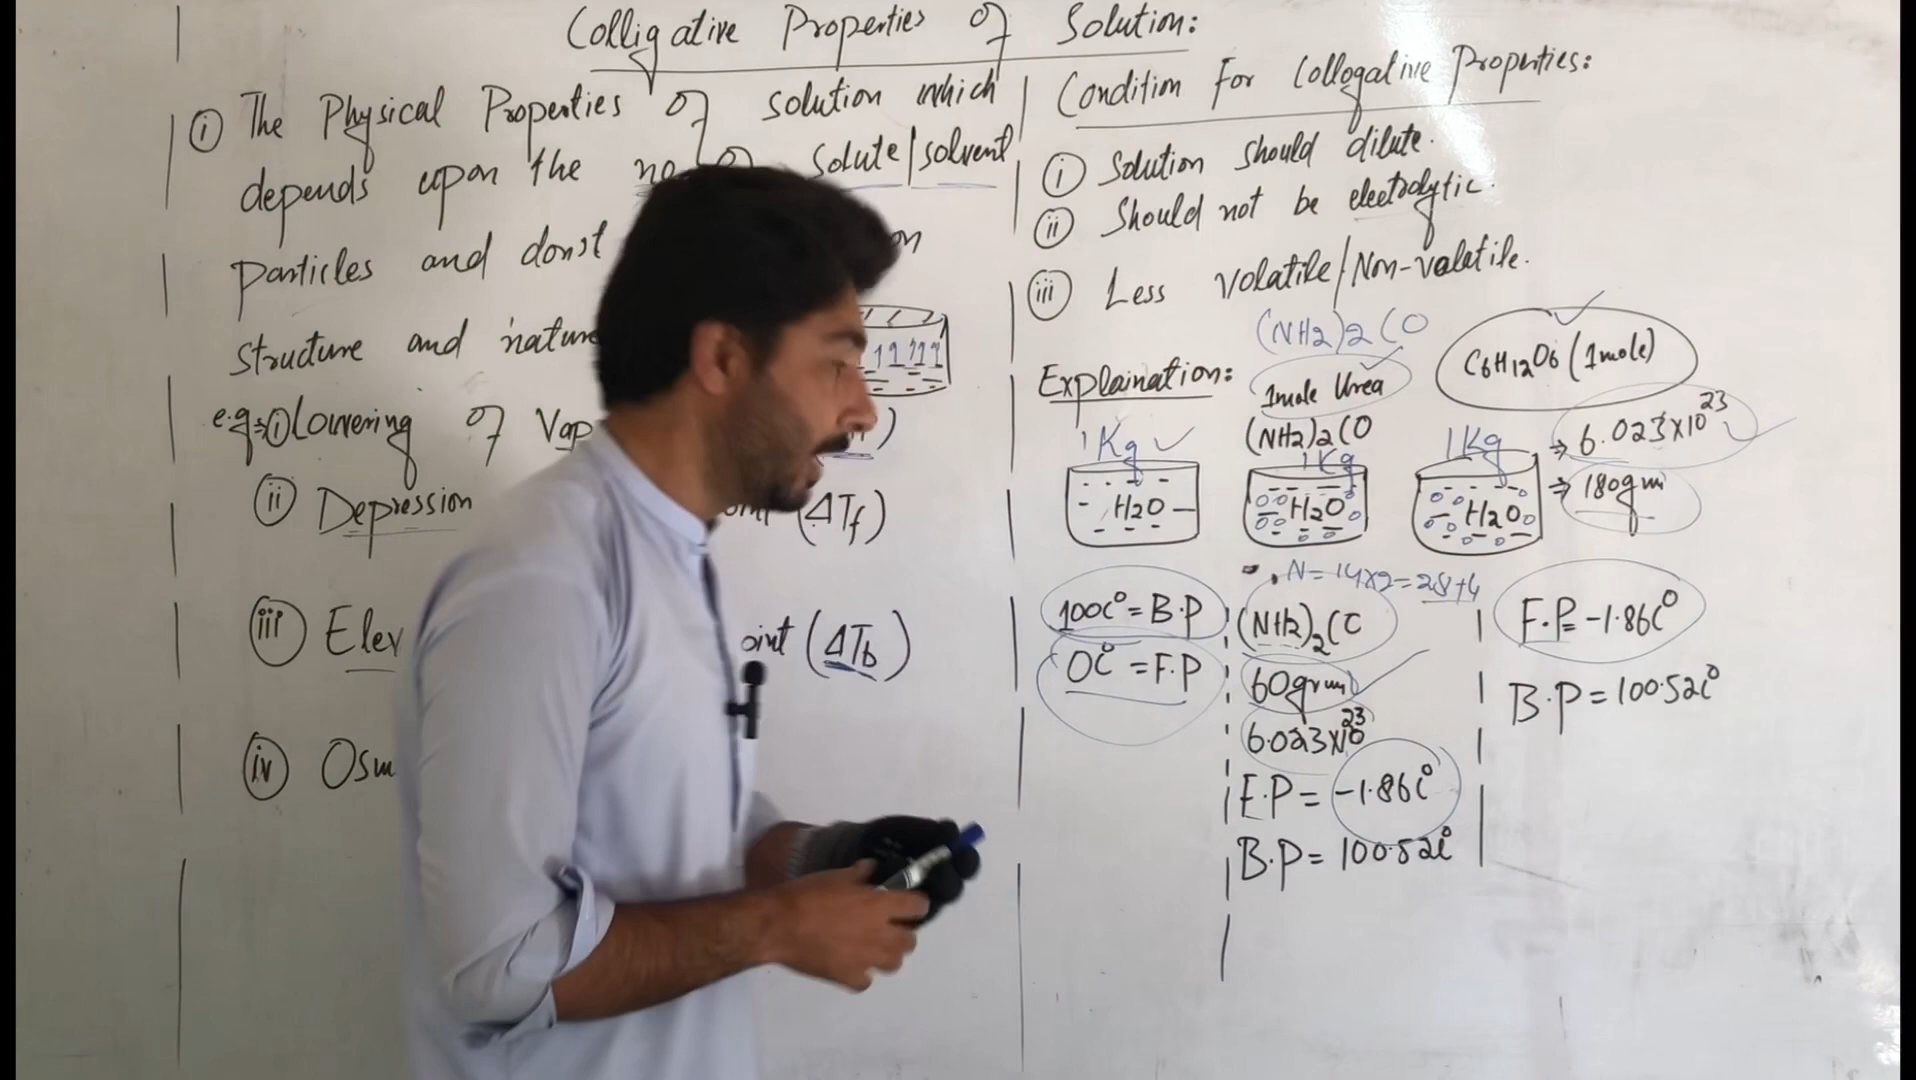 Colligative Properties Of Solution:
(i) The Physical Properties Of solution which
depends upon the no Of solute/solvent
Particles and don,t
Structure and nature
e.g:(i) Lowering Of Vap
(ii) Depression (ΔTf)
(iii) Elev oint (ΔTb)
(iv) Osm
Condition For Collogative Properties:
(i) Solution should dilute.
(ii) Should not be electrolytic.
(iii) Less Volatile/Non-volatile.
(NH2)2CO
Explaination:
1mole Urea
(NH2)2CO
C6H12O6 (1mole)
1Kg
1Kg
1Kg
H2O
H2O
H2O
⇒ 6.023x10^23
⇒ 180gm
N=14x2=28+4
100C°=B.P
0C° =F.P
(NH2)2CO
60gram
6.023x10^23
F.P= -1.86C°
B.P= 100.52C°
F.P= -1.86C°
B.P=100.52C°